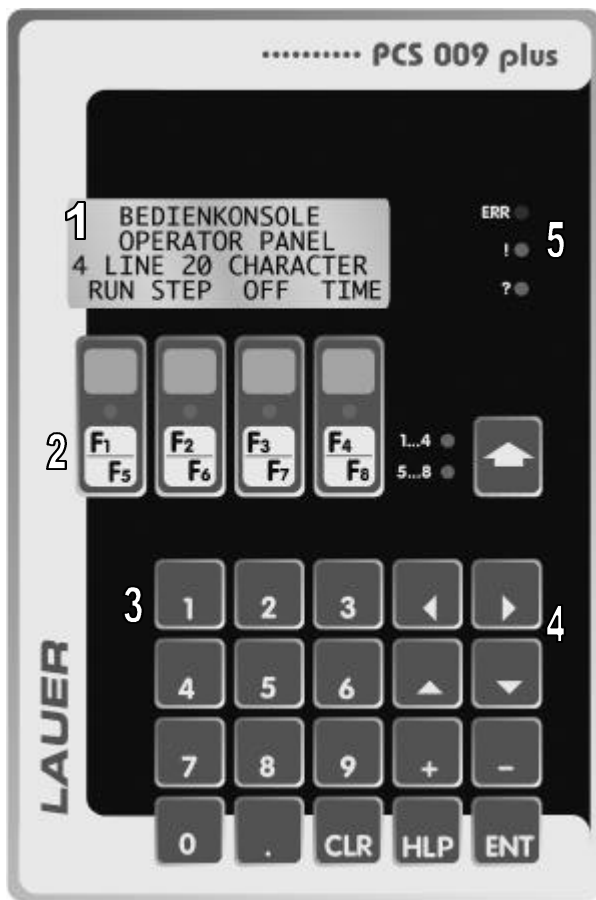 PCS 009 plus
1
BEDIENKONSOLE
OPERATOR PANEL
4 LINE 20 CHARACTER
RUN STEP OFF TIME
ERR
!
?
5
2
F1 F5
F2 F6
F3 F7
F4 F8
1...4
5...8
3
1 2 3
4
4 5 6
7 8 9 + -
0 . CLR HLP ENT
LAUER